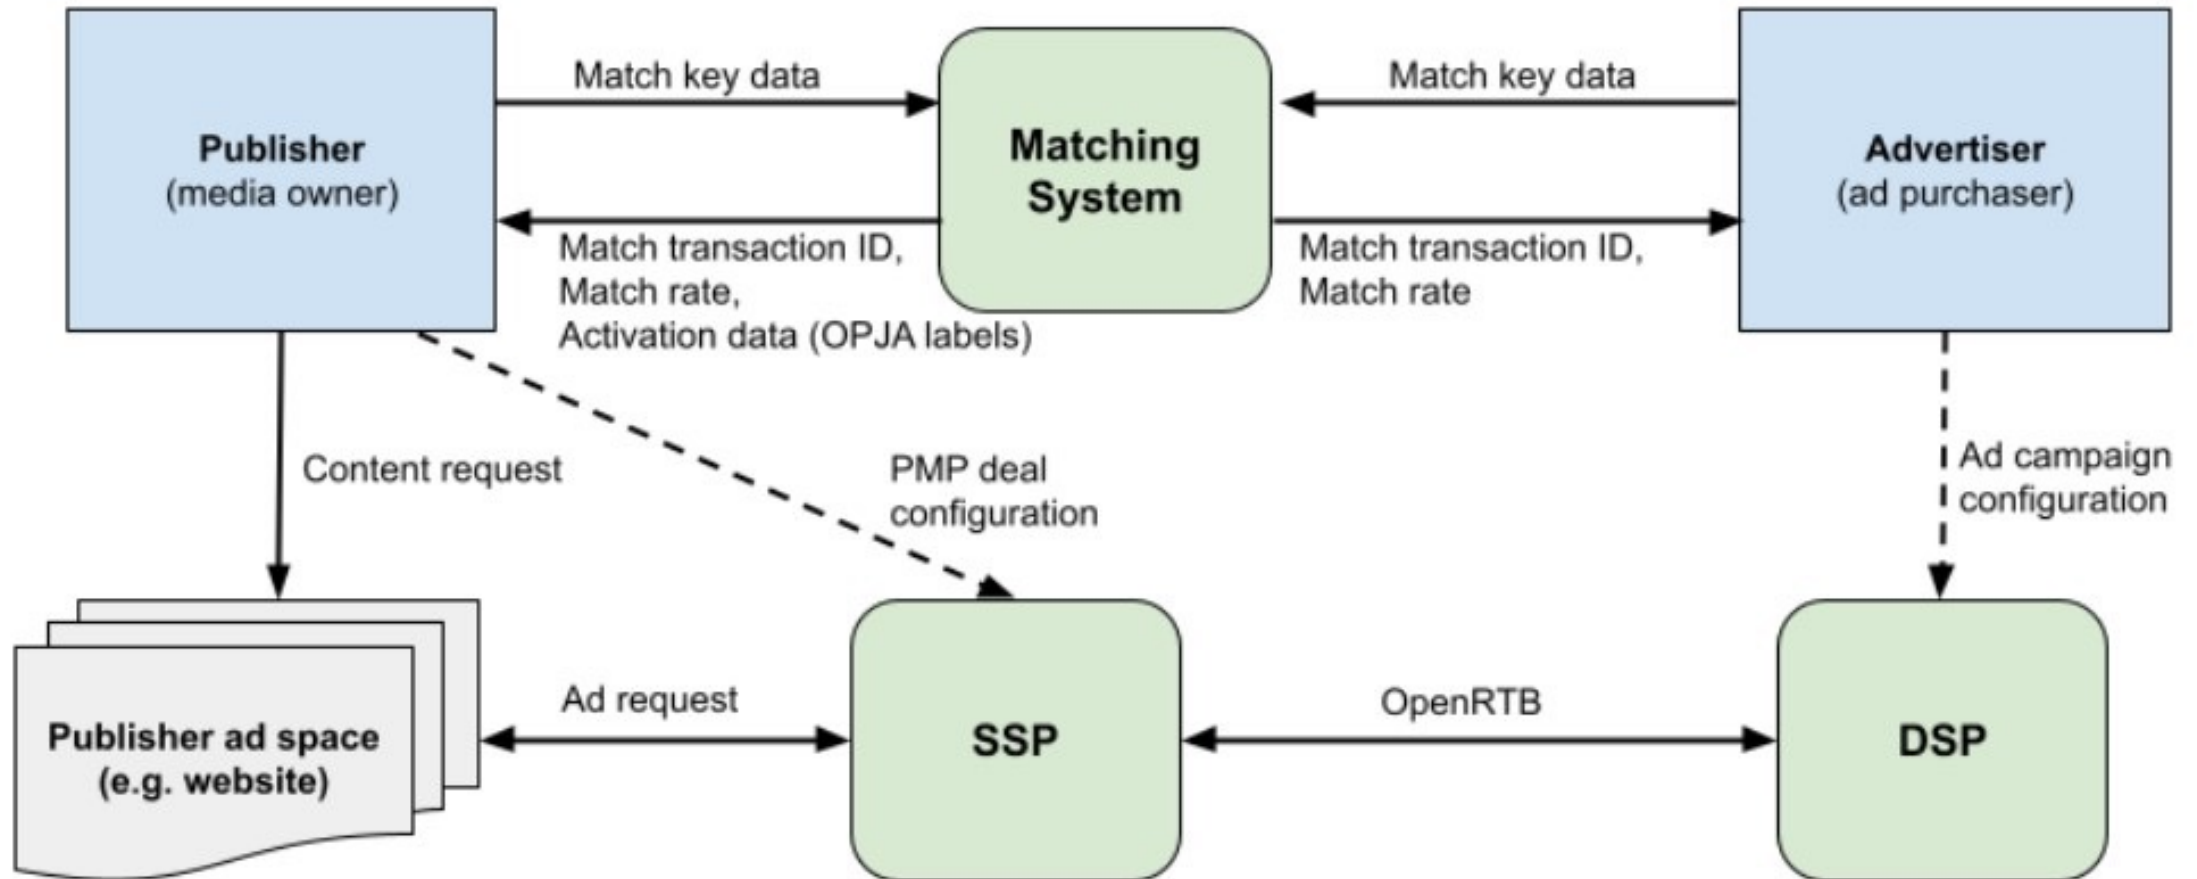 Match key data
Match key data
Publisher
(media owner)
Matching
System
Advertiser
(ad purchaser)
Match transaction ID,
Match rate,
Activation data (OPJA labels)
Match transaction ID,
Match rate
Content request
PMP deal
configuration
Ad campaign
configuration
Publisher ad space
(e.g. website)
Ad request
SSP
OpenRTB
DSP